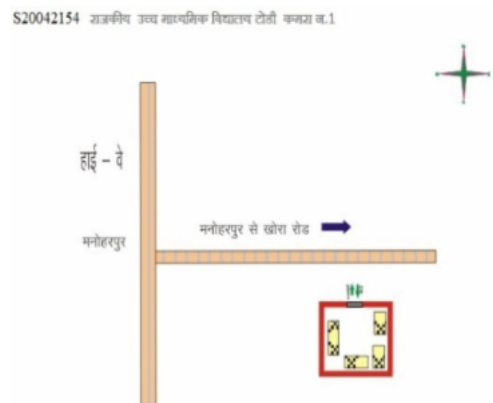 S20042154 राजकीय उच्च माध्यमिक विद्यालय टोडी कमरा न.1
हाई – वे
मनोहरपुर से खोरा रोड
मनोहरपुर